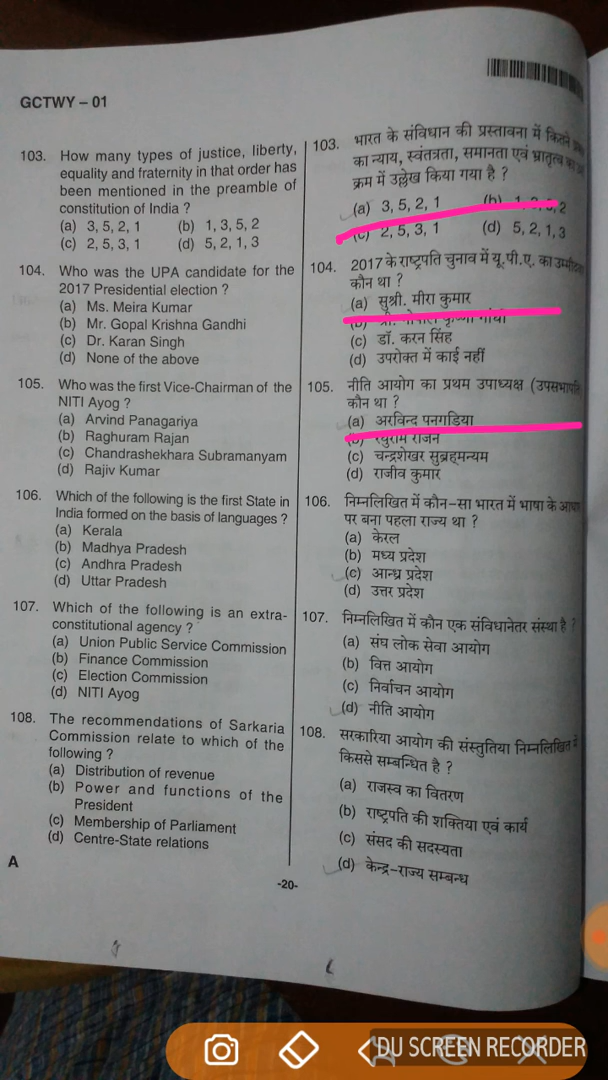 GCTWY – 01
103. How many types of justice, liberty,
equality and fraternity in that order has
been mentioned in the preamble of
constitution of India ?
(a) 3, 5, 2, 1 (b) 1, 3, 5, 2
(c) 2, 5, 3, 1 (d) 5, 2, 1, 3
104. Who was the UPA candidate for the
2017 Presidential election ?
(a) Ms. Meira Kumar
(b) Mr. Gopal Krishna Gandhi
(c) Dr. Karan Singh
(d) None of the above
105. Who was the first Vice-Chairman of the
NITI Ayog ?
(a) Arvind Panagariya
(b) Raghuram Rajan
(c) Chandrashekhara Subramanyam
(d) Rajiv Kumar
106. Which of the following is the first State in
India formed on the basis of languages ?
(a) Kerala
(b) Madhya Pradesh
(c) Andhra Pradesh
(d) Uttar Pradesh
107. Which of the following is an extra-
constitutional agency ?
(a) Union Public Service Commission
(b) Finance Commission
(c) Election Commission
(d) NITI Ayog
108. The recommendations of Sarkaria
Commission relate to which of the
following ?
(a) Distribution of revenue
(b) Power and functions of the
President
(c) Membership of Parliament
(d) Centre-State relations
103. भारत के संविधान की प्रस्तावना में कितने
का न्याय, स्वंतत्रता, समानता एवं भ्रातृत्व का
क्रम में उल्लेख किया गया है ?
(a) 3, 5, 2, 1 (b) 1, 3, 5, 2
(c) 2, 5, 3, 1 (d) 5, 2, 1, 3
104. 2017 के राष्ट्रपति चुनाव में यू.पी.ए. का
कौन था ?
(a) सुश्री. मीरा कुमार
(b) श्री. गोपाल कृष्णा गांधी
(c) डॉ. करन सिंह
(d) उपरोक्त में काई नहीं
105. नीति आयोग का प्रथम उपाध्यक्ष
कौन था ?
(a) अरविन्द पनगडिया
(b) रघुराम राजन
(c) चन्द्रशेखर सुब्रह्मन्यम
(d) राजीव कुमार
106. निम्नलिखित में कौन-सा भारत में भाषा के
पर बना पहला राज्य था ?
(a) केरल
(b) मध्य प्रदेश
(c) आन्ध्र प्रदेश
(d) उत्तर प्रदेश
107. निम्नलिखित में कौन एक संविधानेतर संस्था है ?
(a) संघ लोक सेवा आयोग
(b) वित्त आयोग
(c) निर्वाचन आयोग
(d) नीति आयोग
108. सरकारिया आयोग की संस्तुतिया निम्नलिखित में
किससे सम्बन्धित है ?
(a) राजस्व का वितरण
(b) राष्ट्रपति की शक्तिया एवं कार्य
(c) संसद की सदस्यता
(d) केन्द्र-राज्य सम्बन्ध
A
-20-
DU SCREEN RECORDER